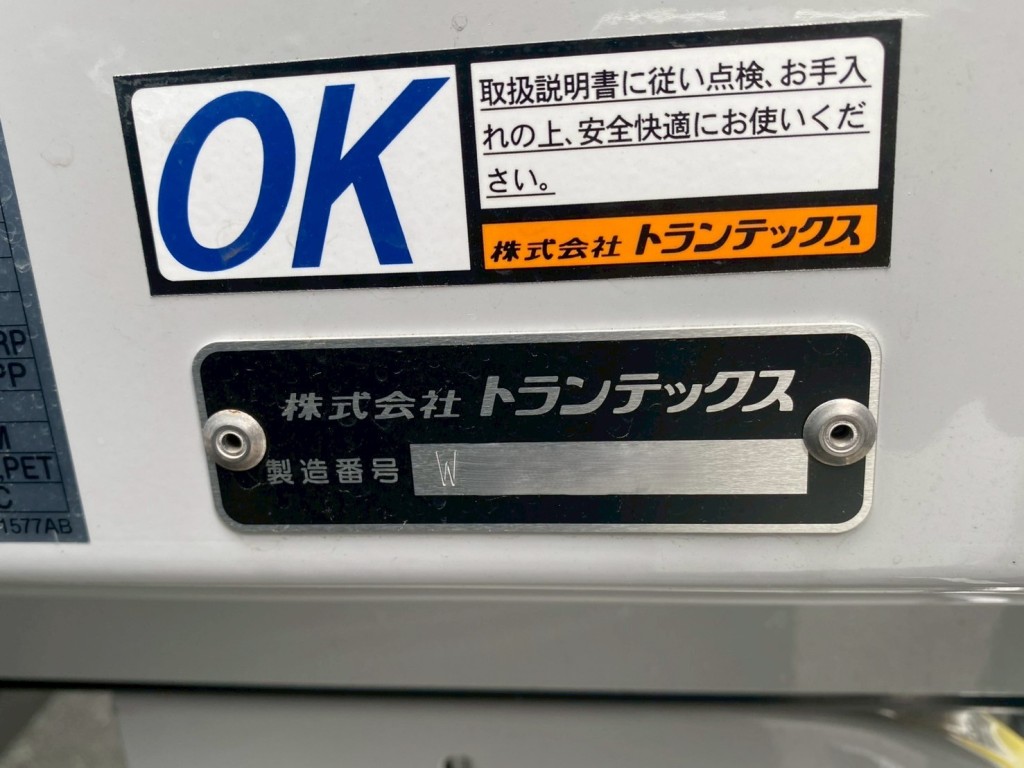 OK
取扱説明書に従い点検、お手入
れの上、安全快適にお使いくだ
さい。
株式会社 トランテックス
株式会社 トランテックス
製造番号 W
RP
PP
M
,PET
C
1577AB